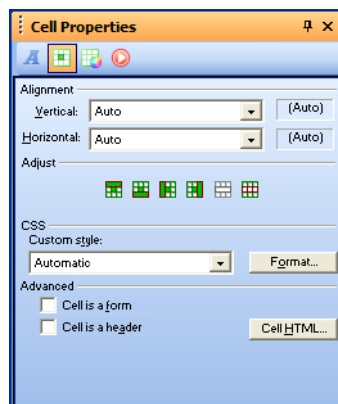 Cell Properties
A
Alignment
Vertical: Auto (Auto)
Horizontal: Auto (Auto)
Adjust
CSS
Custom style:
Automatic Format...
Advanced
Cell is a form
Cell is a header Cell HTML...